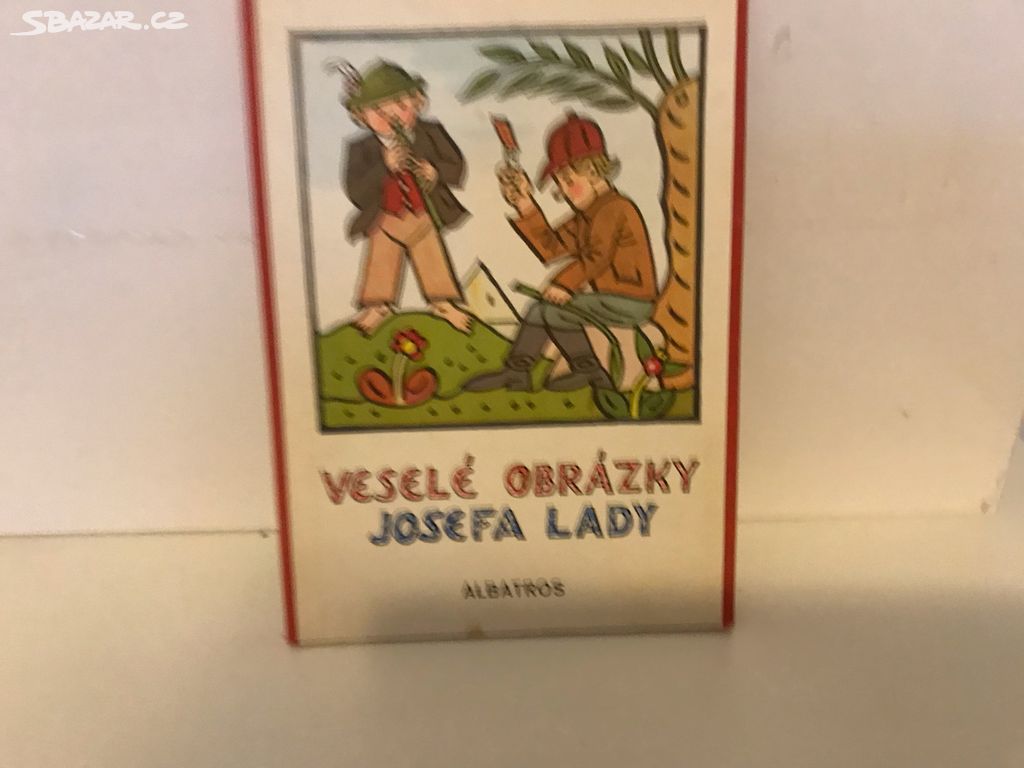 SBAZAR.CZ
VESELÉ OBRÁZKY
JOSEFA LADY
ALBATROS